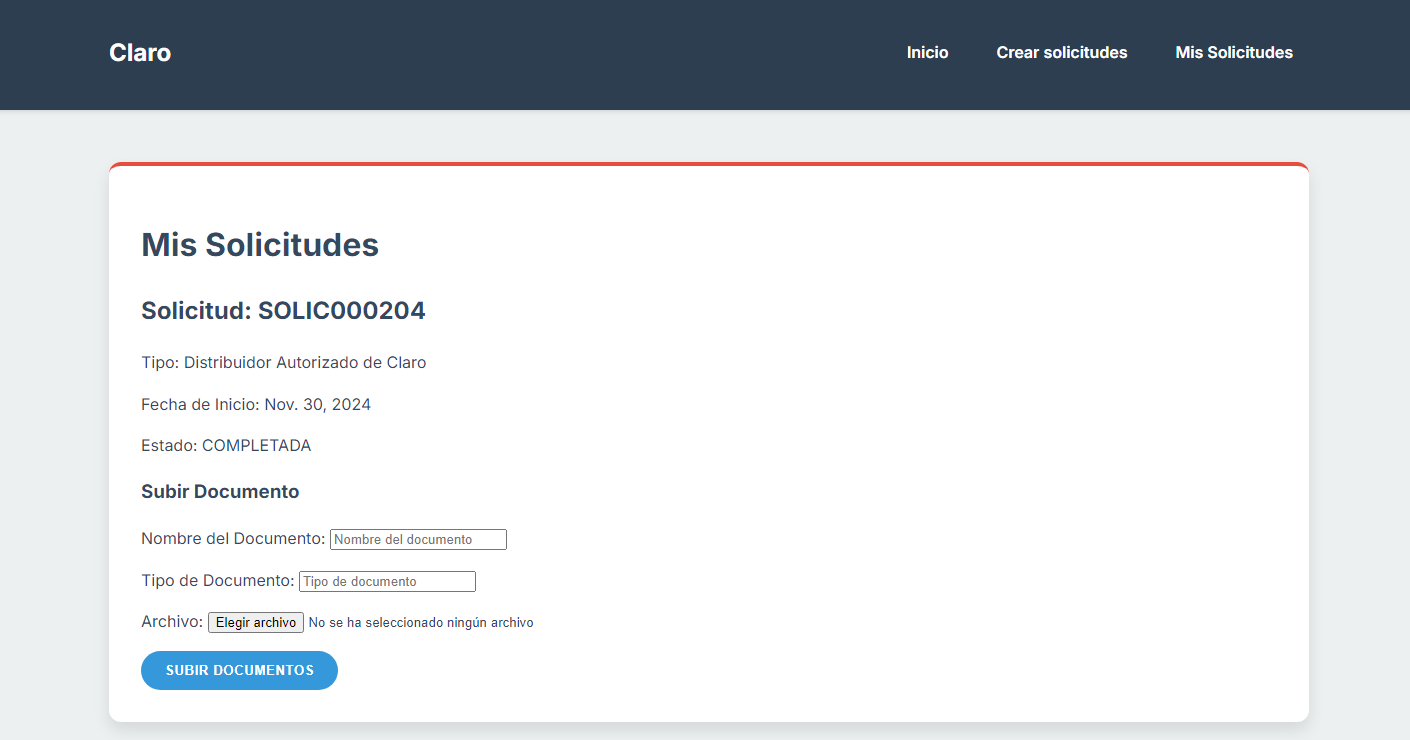 Claro
Inicio
Crear solicitudes
Mis Solicitudes
Mis Solicitudes
Solicitud: SOLIC000204
Tipo: Distribuidor Autorizado de Claro
Fecha de Inicio: Nov. 30, 2024
Estado: COMPLETADA
Subir Documento
Nombre del Documento: Nombre del documento
Tipo de Documento: Tipo de documento
Archivo: Elegir archivo No se ha seleccionado ningún archivo
SUBIR DOCUMENTOS